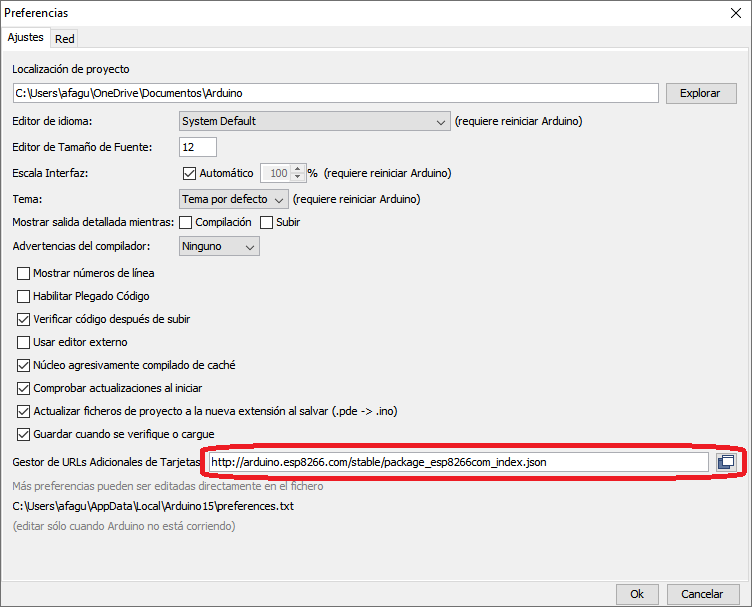 Preferencias
Ajustes Red
Localización de proyecto
C:\Users\afagu\OneDrive\Documentos\Arduino Explorar
Editor de idioma: System Default (requiere reiniciar Arduino)
Editor de Tamaño de Fuente: 12
Escala Interfaz: Automático 100 % (requiere reiniciar Arduino)
Tema: Tema por defecto (requiere reiniciar Arduino)
Mostrar salida detallada mientras: Compilación Subir
Advertencias del compilador: Ninguno
Mostrar números de línea
Habilitar Plegado Código
Verificar código después de subir
Usar editor externo
Núcleo agresivamente compilado de caché
Comprobar actualizaciones al iniciar
Actualizar ficheros de proyecto a la nueva extensión al salvar (.pde -> .ino)
Guardar cuando se verifique o cargue
Gestor de URLs Adicionales de Tarjetas http://arduino.esp8266.com/stable/package_esp8266com_index.json
Más preferencias pueden ser editadas directamente en el fichero
C:\Users\afagu\AppData\Local\Arduino15\preferences.txt
(editar sólo cuando Arduino no está corriendo)
Ok Cancelar